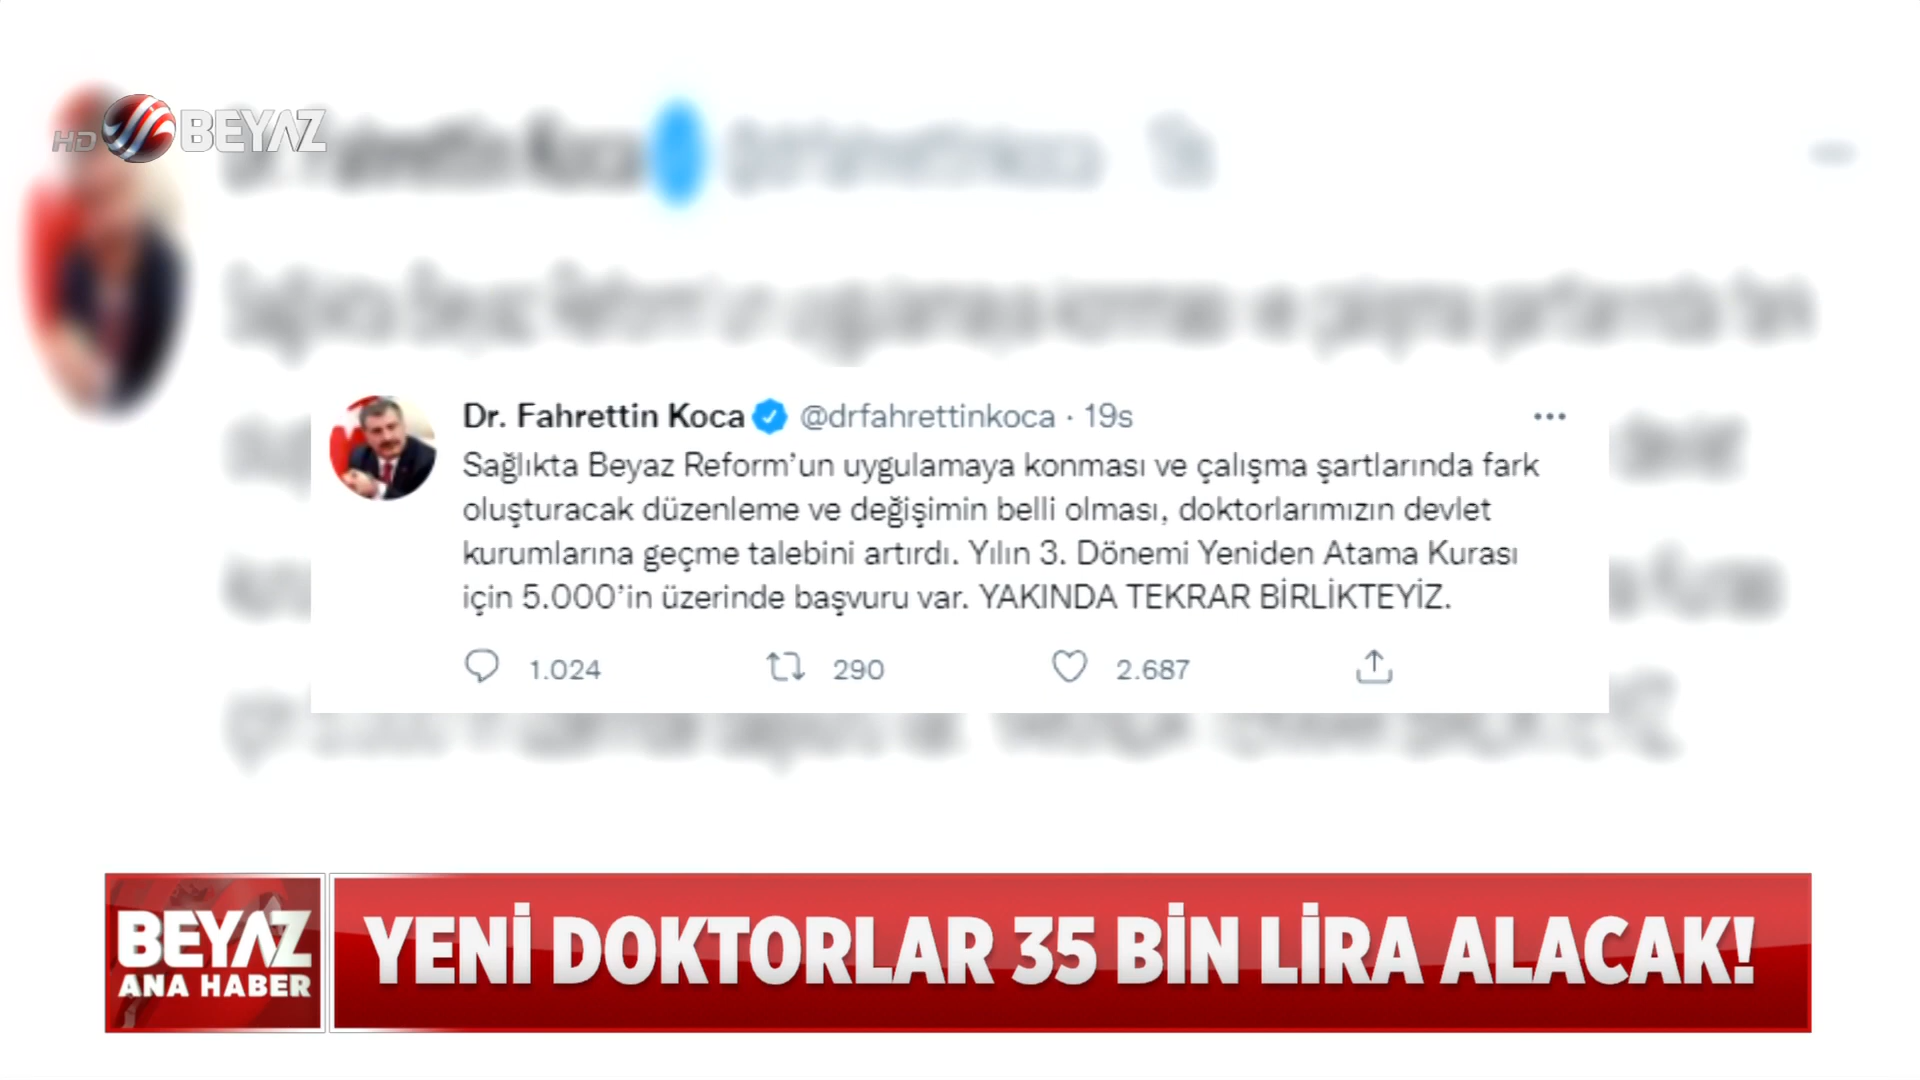 HD BEYAZ
Dr. Fahrettin Koca @drfahrettinkoca · 19s
Sağlıkta Beyaz Reform’un uygulamaya konması ve çalışma şartlarında fark
oluşturacak düzenleme ve değişimin belli olması, doktorlarımızın devlet
kurumlarına geçme talebini artırdı. Yılın 3. Dönemi Yeniden Atama Kurası
için 5.000’in üzerinde başvuru var. YAKINDA TEKRAR BİRLİKTEYİZ.
1.024 290 2.687
BEYAZ
ANA HABER
YENİ DOKTORLAR 35 BİN LİRA ALACAK!